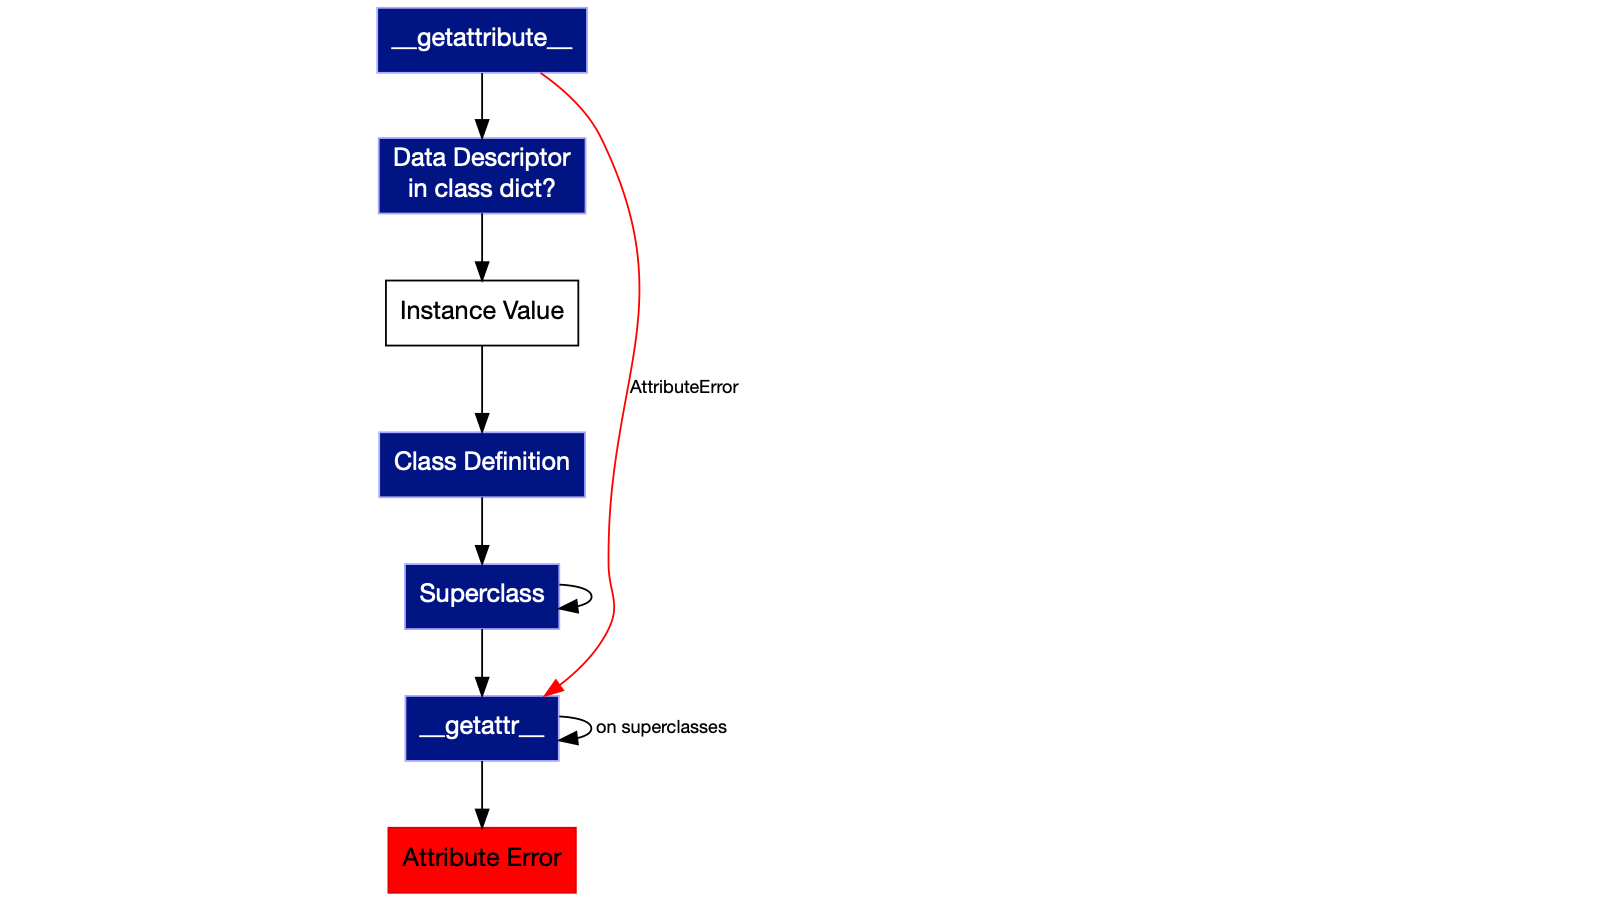 __getattribute__
Data Descriptor
in class dict?
Instance Value
AttributeError
Class Definition
Superclass
__getattr__
on superclasses
Attribute Error